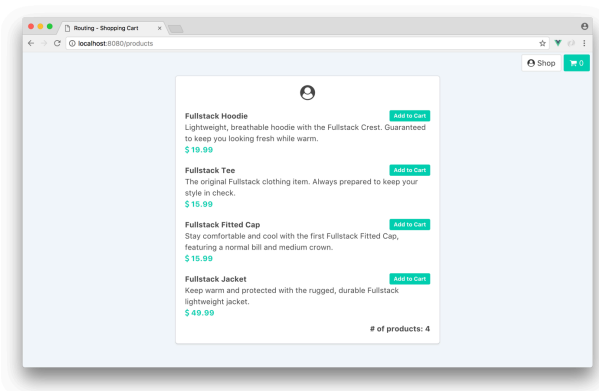 Routing - Shopping Cart
localhost:8080/products
Shop
0
Fullstack Hoodie
Add to Cart
Lightweight, breathable hoodie with the Fullstack Crest. Guaranteed
to keep you looking fresh while warm.
$19.99
Fullstack Tee
Add to Cart
The original Fullstack clothing item. Always prepared to keep your
style in check.
$15.99
Fullstack Fitted Cap
Add to Cart
Stay comfortable and cool with the first Fullstack Fitted Cap,
featuring a normal bill and medium crown.
$15.99
Fullstack Jacket
Add to Cart
Keep warm and protected with the rugged, durable Fullstack
lightweight jacket.
$49.99
# of products: 4